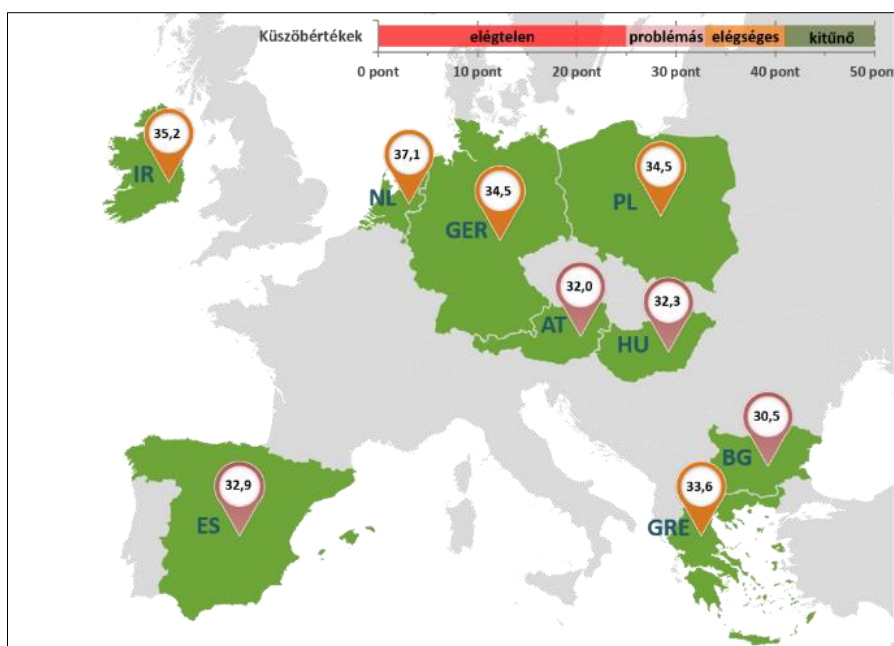 Küszöbértékek elégtelen problémás elégséges kitűnő
0 pont 10 pont 20 pont 30 pont 40 pont 50 pont
35,2
IR
37,1
NL
34,5
GER
34,5
PL
32,0
AT
32,3
HU
30,5
BG
32,9
ES
33,6
GRE